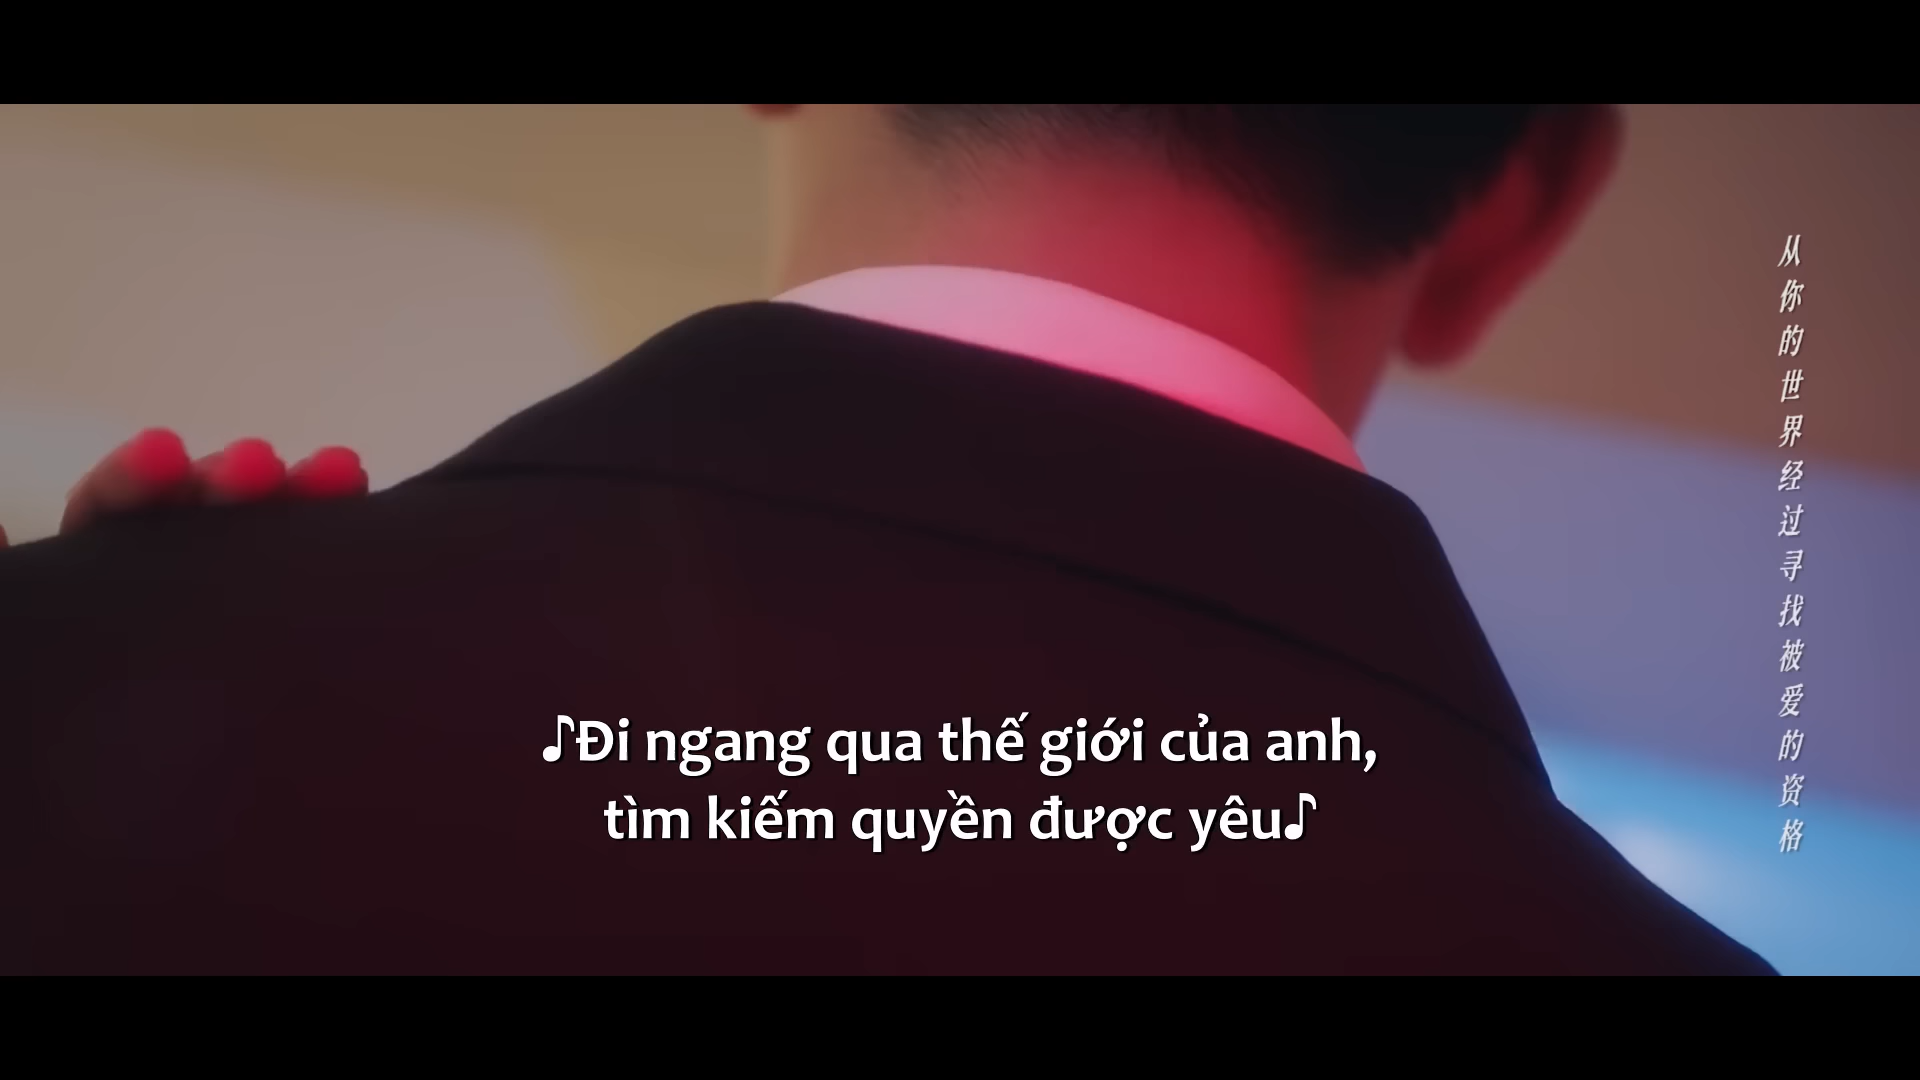 ♪Đi ngang qua thế giới của anh,
tìm kiếm quyền được yêu♪
从你的世界经过寻找被爱的资格